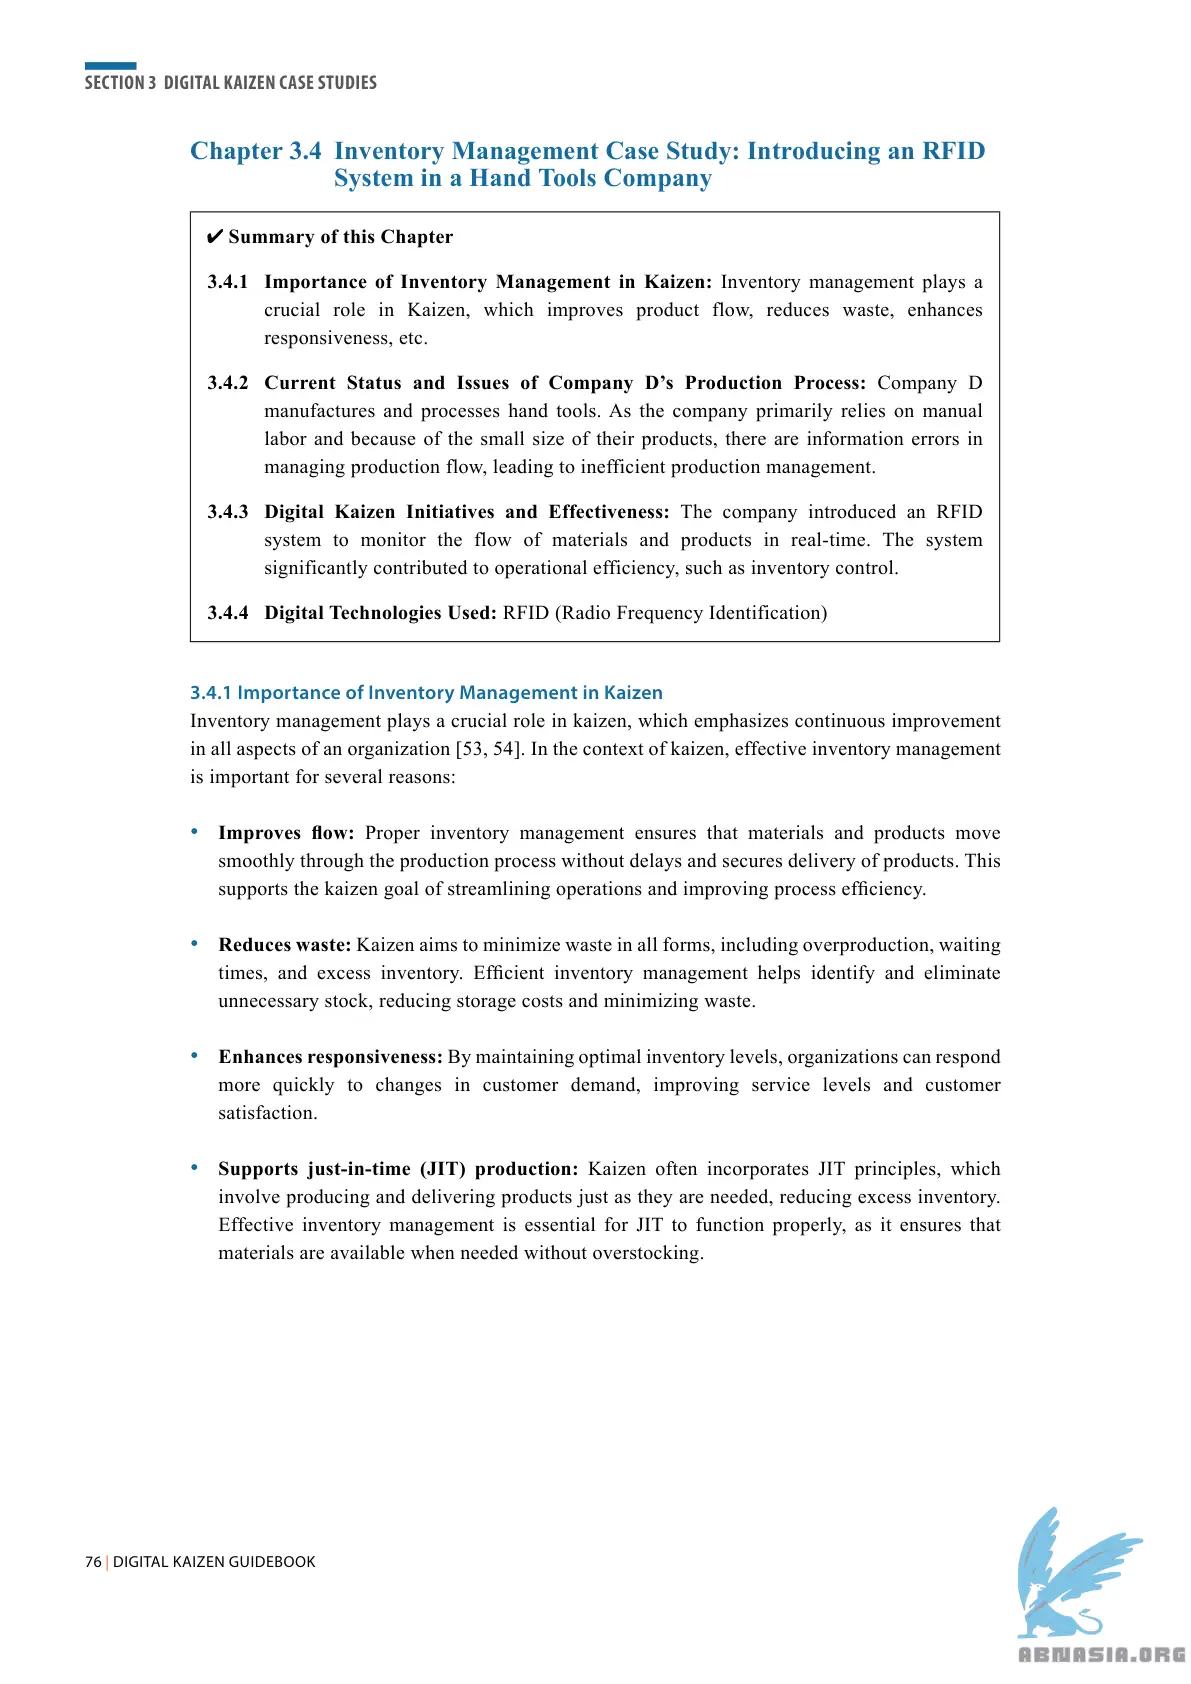 SECTION 3 DIGITAL KAIZEN CASE STUDIES
Chapter 3.4 Inventory Management Case Study: Introducing an RFID
System in a Hand Tools Company
✔ Summary of this Chapter
3.4.1 Importance of Inventory Management in Kaizen: Inventory management plays a
crucial role in Kaizen, which improves product flow, reduces waste, enhances
responsiveness, etc.
3.4.2 Current Status and Issues of Company D’s Production Process: Company D
manufactures and processes hand tools. As the company primarily relies on manual
labor and because of the small size of their products, there are information errors in
managing production flow, leading to inefficient production management.
3.4.3 Digital Kaizen Initiatives and Effectiveness: The company introduced an RFID
system to monitor the flow of materials and products in real-time. The system
significantly contributed to operational efficiency, such as inventory control.
3.4.4 Digital Technologies Used: RFID (Radio Frequency Identification)
3.4.1 Importance of Inventory Management in Kaizen
Inventory management plays a crucial role in kaizen, which emphasizes continuous improvement
in all aspects of an organization [53, 54]. In the context of kaizen, effective inventory management
is important for several reasons:
• Improves flow: Proper inventory management ensures that materials and products move
smoothly through the production process without delays and secures delivery of products. This
supports the kaizen goal of streamlining operations and improving process efficiency.
• Reduces waste: Kaizen aims to minimize waste in all forms, including overproduction, waiting
times, and excess inventory. Efficient inventory management helps identify and eliminate
unnecessary stock, reducing storage costs and minimizing waste.
• Enhances responsiveness: By maintaining optimal inventory levels, organizations can respond
more quickly to changes in customer demand, improving service levels and customer
satisfaction.
• Supports just-in-time (JIT) production: Kaizen often incorporates JIT principles, which
involve producing and delivering products just as they are needed, reducing excess inventory.
Effective inventory management is essential for JIT to function properly, as it ensures that
materials are available when needed without overstocking.
76 | DIGITAL KAIZEN GUIDEBOOK
ABNASIA.ORG